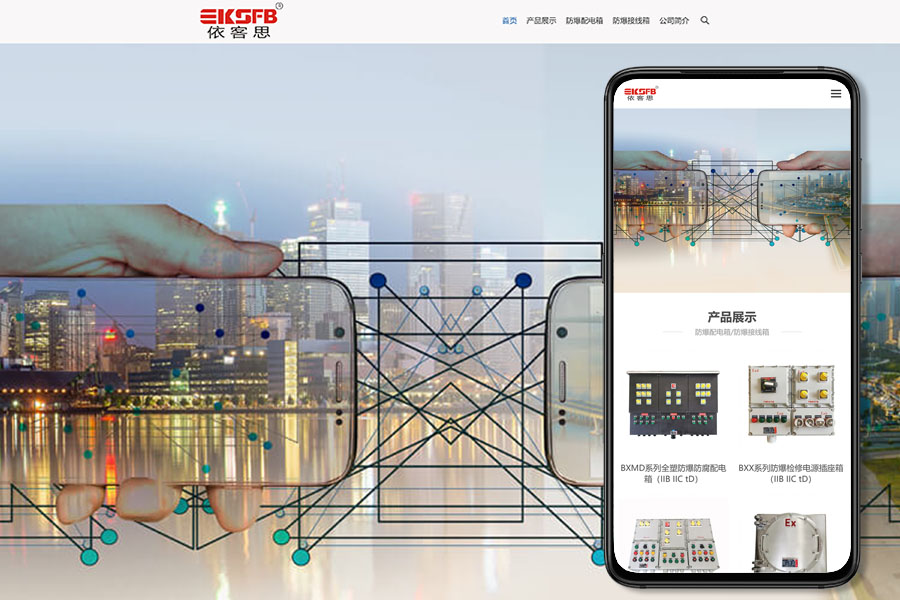 EKSFB®
依客思
首页 产品展示 防爆配电箱 防爆接线箱 公司简介
EKSFB
依客思
产品展示
防爆配电箱/防爆接线箱
BXMD系列全塑防爆防腐配电
箱（IIB IIC tD）
BXX系列防爆检修电源插座箱
（IIB IIC tD）
Ex